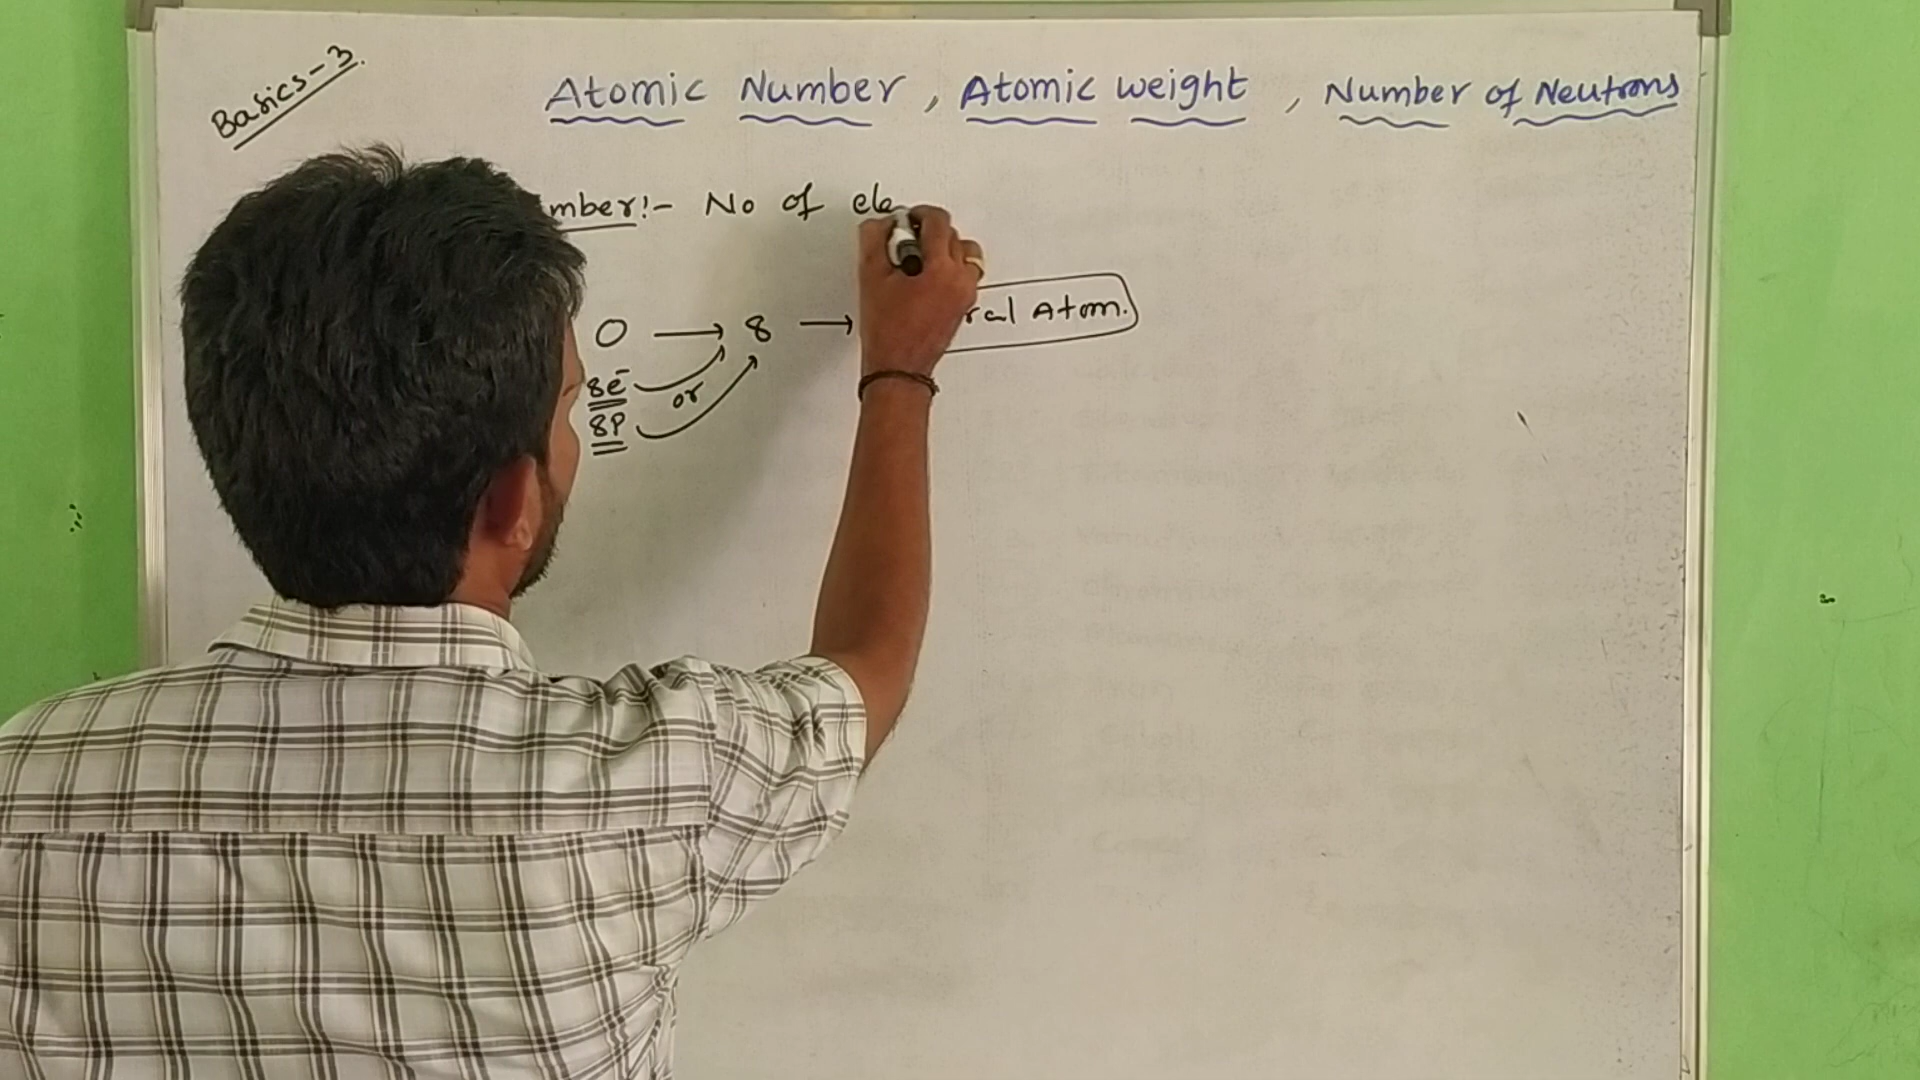 Basics-3.
Atomic Number, Atomic weight, Number of Neutrons
mber:- No of ele
O → 8 → ral Atom.
8e⁻
or
8P